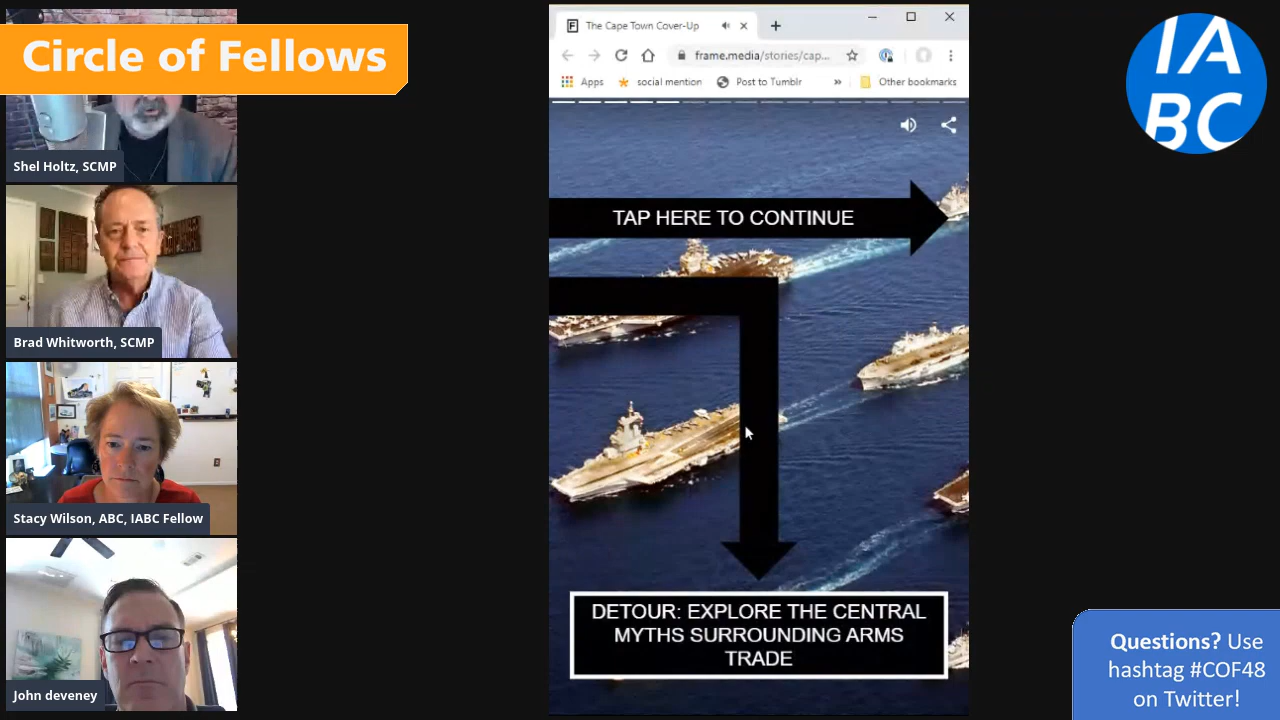 Circle of Fellows
Shel Holtz, SCMP
Brad Whitworth, SCMP
Stacy Wilson, ABC, IABC Fellow
John deveney
The Cape Town Cover-Up
frame.media/stories/cap...
Apps
social mention
Post to Tumblr
»
Other bookmarks
TAP HERE TO CONTINUE
DETOUR: EXPLORE THE CENTRAL
MYTHS SURROUNDING ARMS
TRADE
IA
BC
Questions? Use
hashtag #COF48
on Twitter!